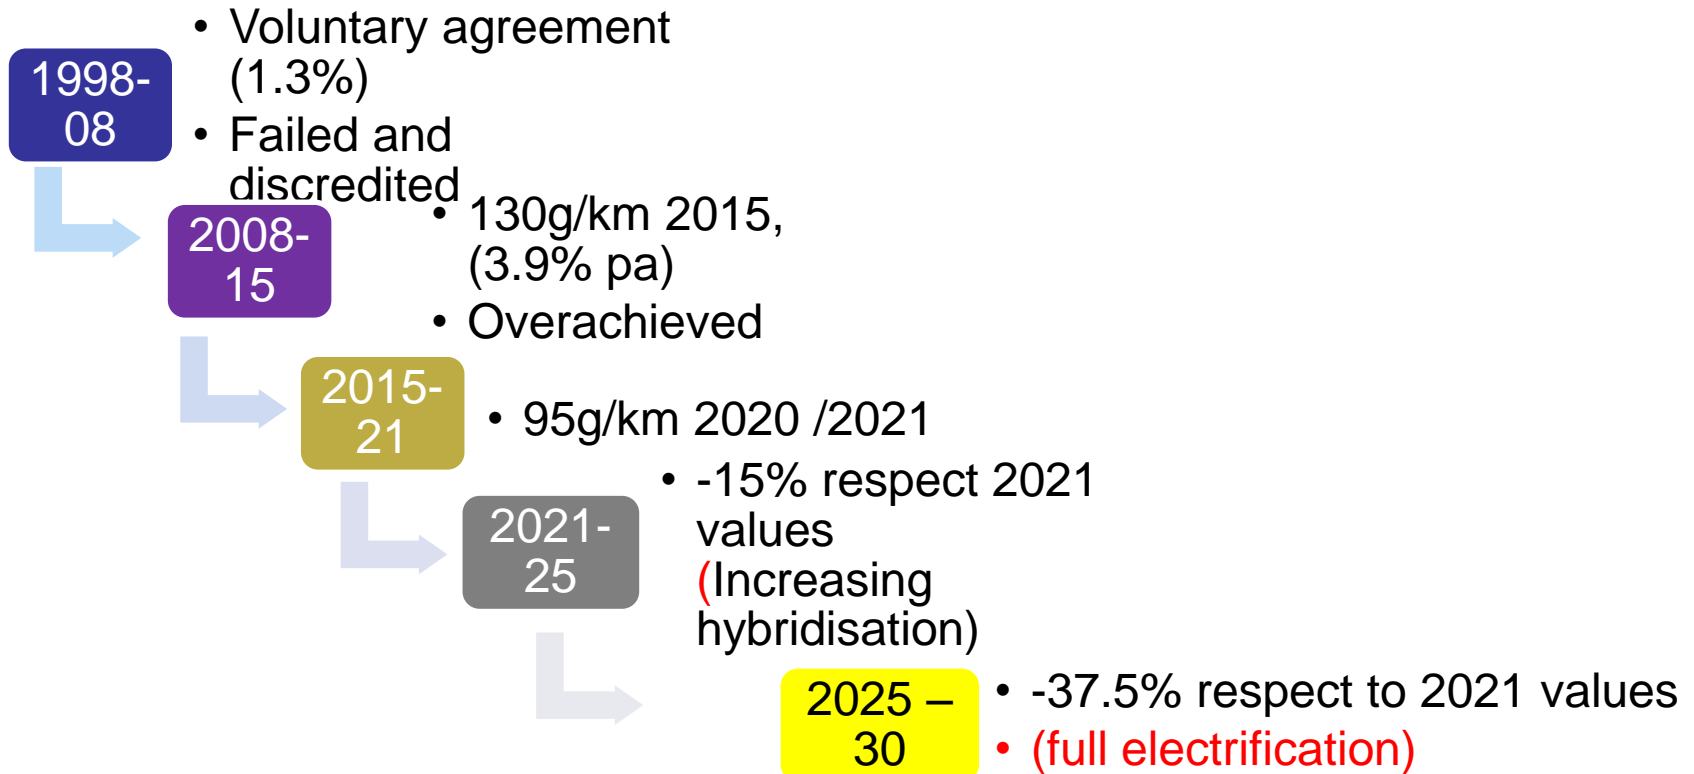 1998-
08
• Voluntary agreement
(1.3%)
• Failed and
discredited
2008-
15
• 130g/km 2015,
(3.9% pa)
• Overachieved
2015-
21
• 95g/km 2020 /2021
2021-
25
• -15% respect 2021
values
(Increasing
hybridisation)
2025 –
30
• -37.5% respect to 2021 values
• (full electrification)